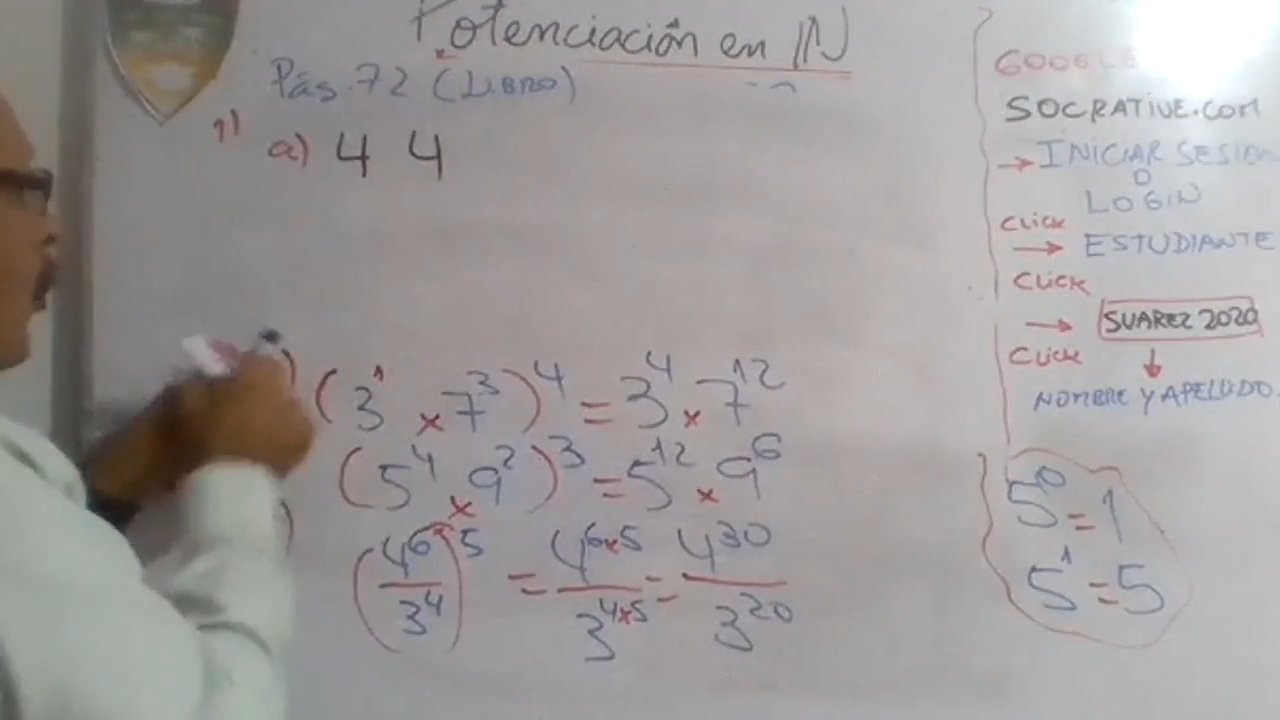 Potenciación en ℕ
Pág. 72 (LIBRO)
1) a) 4 4
(3¹ × 7³)⁴ = 3⁴ × 7¹²
(5⁴ × 9²)³ = 5¹² × 9⁶
(4⁶/3⁴)⁵ = 4⁶ˣ⁵/3⁴ˣ⁵ = 4³⁰/3²⁰
GOOGLE
SOCRATIVE.COM
→ INICIAR SESION
O
LOGIN
CLICK
→ ESTUDIANTE
CLICK
→ SUAREZ 2020
CLICK ↓
NOMBRE Y APELLIDO
5⁰ = 1
5¹ = 5